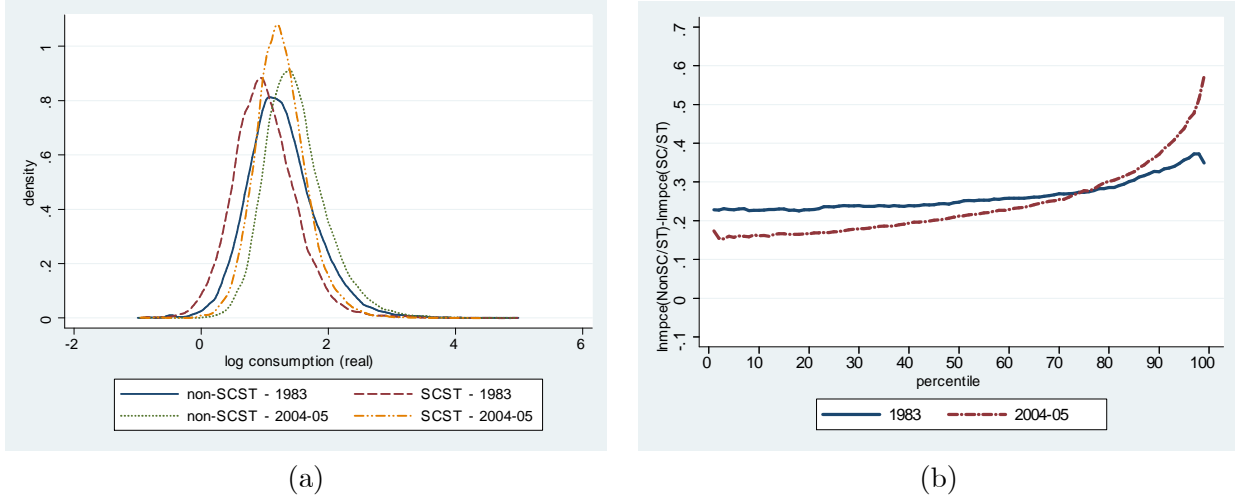 density
0 .2 .4 .6 .8 1
-2 0 2 4 6
log consumption (real)
non-SCST - 1983 SCST - 1983
non-SCST - 2004-05 SCST - 2004-05
(a)
lnmpce(NonSC/ST)-lnmpce(SC/ST)
-.1 0 .1 .2 .3 .4 .5 .6 .7
0 10 20 30 40 50 60 70 80 90 100
percentile
1983 2004-05
(b)